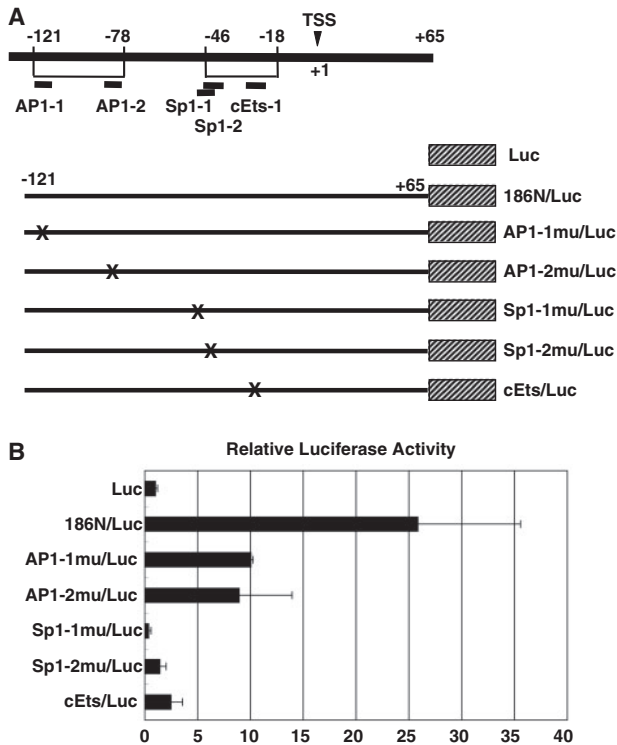 A
TSS
-121 -78 -46 -18 +65
+1
AP1-1 AP1-2 Sp1-1 cEts-1
Sp1-2
Luc
-121 +65
186N/Luc
AP1-1mu/Luc
X
AP1-2mu/Luc
X
Sp1-1mu/Luc
X
Sp1-2mu/Luc
X
cEts/Luc
X
B Relative Luciferase Activity
Luc
186N/Luc
AP1-1mu/Luc
AP1-2mu/Luc
Sp1-1mu/Luc
Sp1-2mu/Luc
cEts/Luc
0 5 10 15 20 25 30 35 40